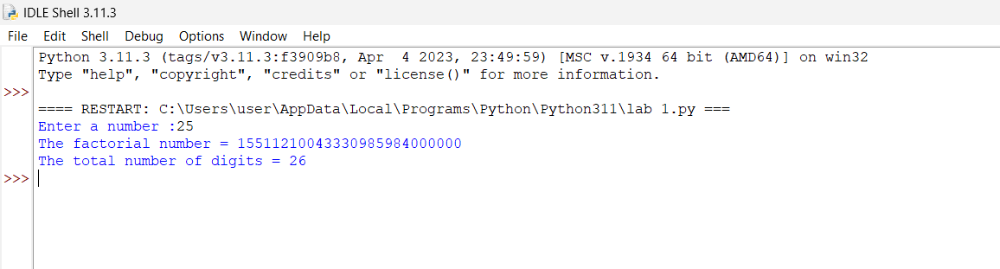 IDLE Shell 3.11.3
File Edit Shell Debug Options Window Help
Python 3.11.3 (tags/v3.11.3:f3909b8, Apr  4 2023, 23:49:59) [MSC v.1934 64 bit (AMD64)] on win32
Type "help", "copyright", "credits" or "license()" for more information.
>>>
==== RESTART: C:\Users\user\AppData\Local\Programs\Python\Python311\lab 1.py ===
Enter a number :25
The factorial number = 15511210043330985984000000
The total number of digits = 26
>>>